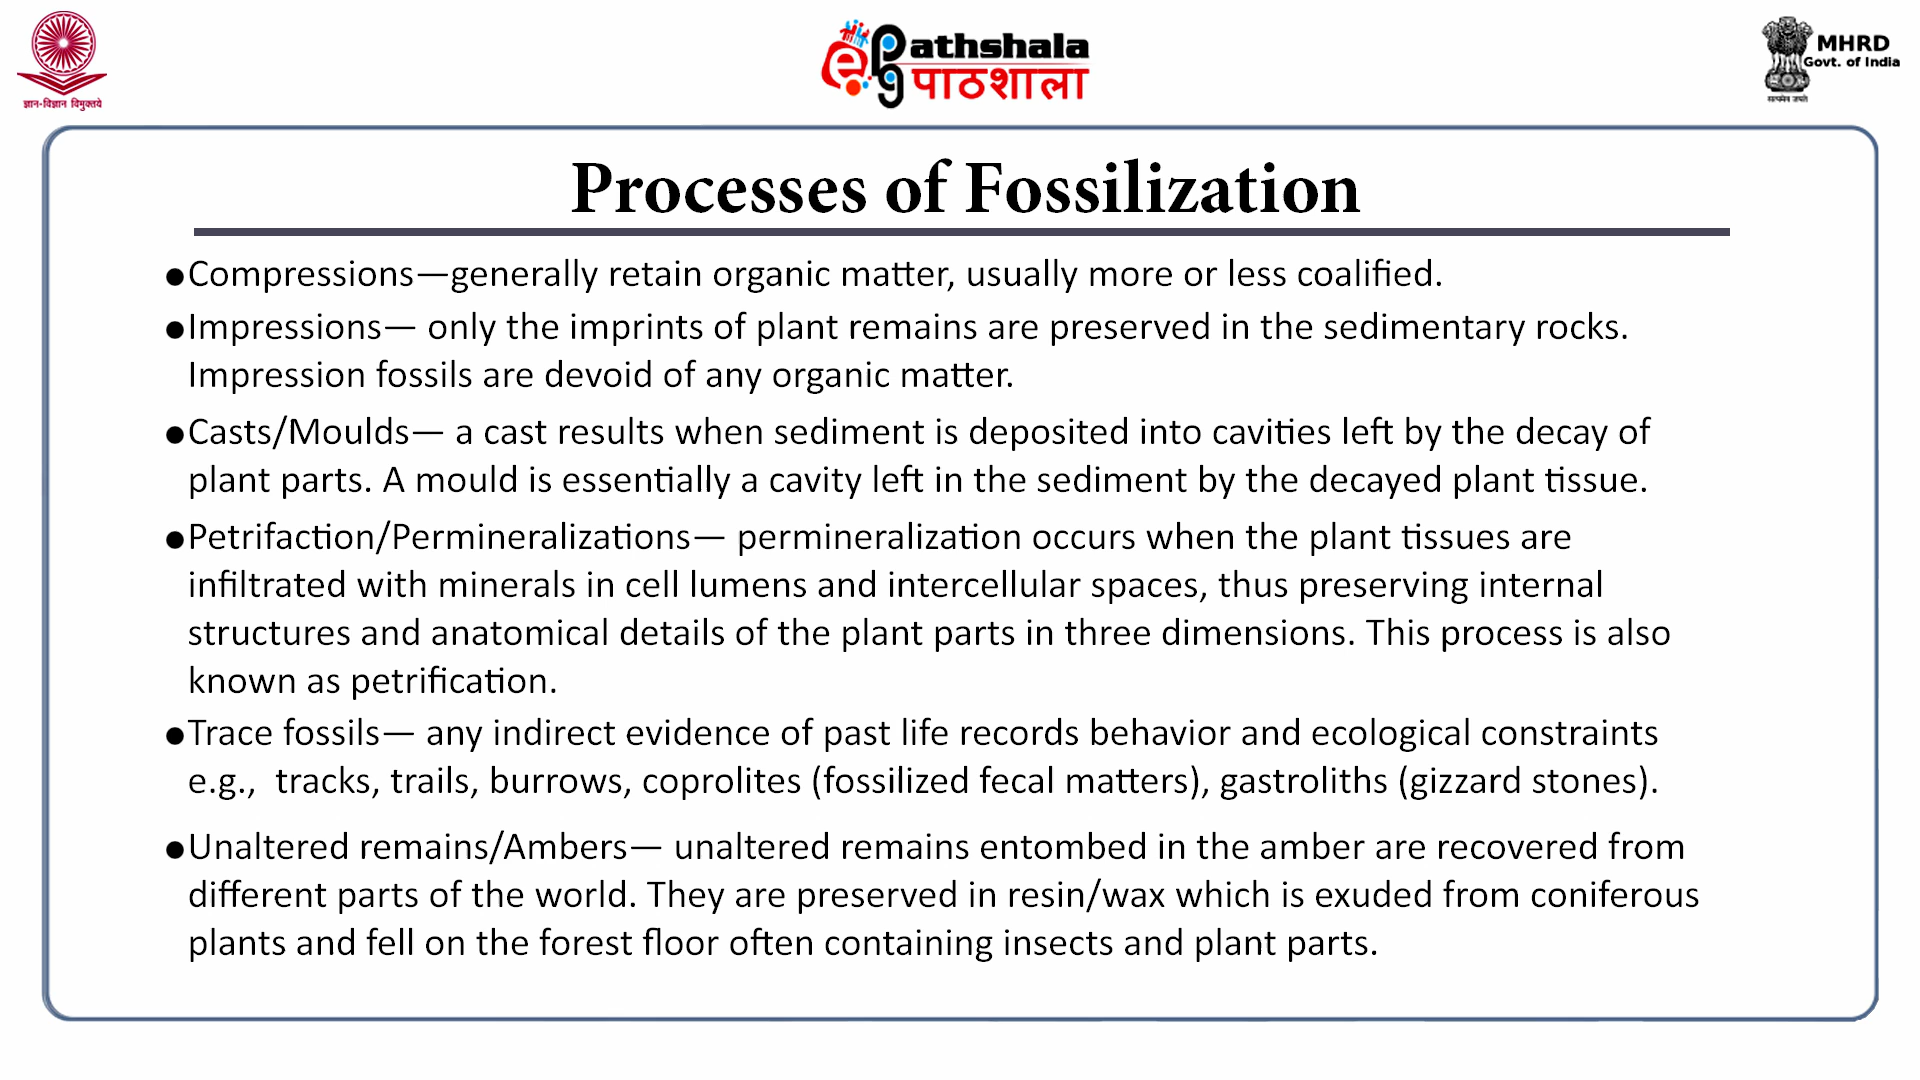 ज्ञान-विज्ञान विमुक्तये
ePGathshala
पाठशाला
MHRD
Govt. of India
सत्यमेव जयते
Processes of Fossilization
●Compressions—generally retain organic matter, usually more or less coalified.
●Impressions— only the imprints of plant remains are preserved in the sedimentary rocks.
Impression fossils are devoid of any organic matter.
●Casts/Moulds— a cast results when sediment is deposited into cavities left by the decay of
plant parts. A mould is essentially a cavity left in the sediment by the decayed plant tissue.
●Petrifaction/Permineralizations— permineralization occurs when the plant tissues are
infiltrated with minerals in cell lumens and intercellular spaces, thus preserving internal
structures and anatomical details of the plant parts in three dimensions. This process is also
known as petrification.
●Trace fossils— any indirect evidence of past life records behavior and ecological constraints
e.g.,  tracks, trails, burrows, coprolites (fossilized fecal matters), gastroliths (gizzard stones).
●Unaltered remains/Ambers— unaltered remains entombed in the amber are recovered from
different parts of the world. They are preserved in resin/wax which is exuded from coniferous
plants and fell on the forest floor often containing insects and plant parts.